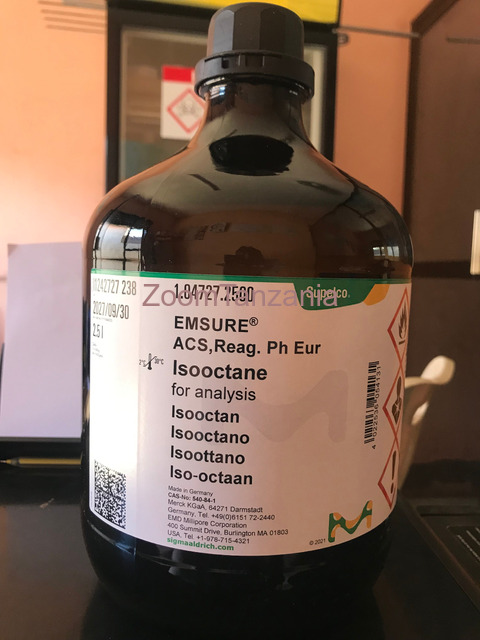 1.04727.2500
Supelco.
ZoomTanzania
242727 238
2027/09/30
2.5 l
EMSURE®
ACS,Reag. Ph Eur
Isooctane
for analysis
Isooctan
Isooctano
Isoottano
Iso-octaan
Made in Germany
CAS-No: 540-84-1
Merck KGaA, 64271 Darmstadt
Germany, Tel. +49(0)6151 72-2440
EMD Millipore Corporation
400 Summit Drive, Burlington MA 01803
USA, Tel. +1-978-715-4321
sigmaaldrich.com
© 2021